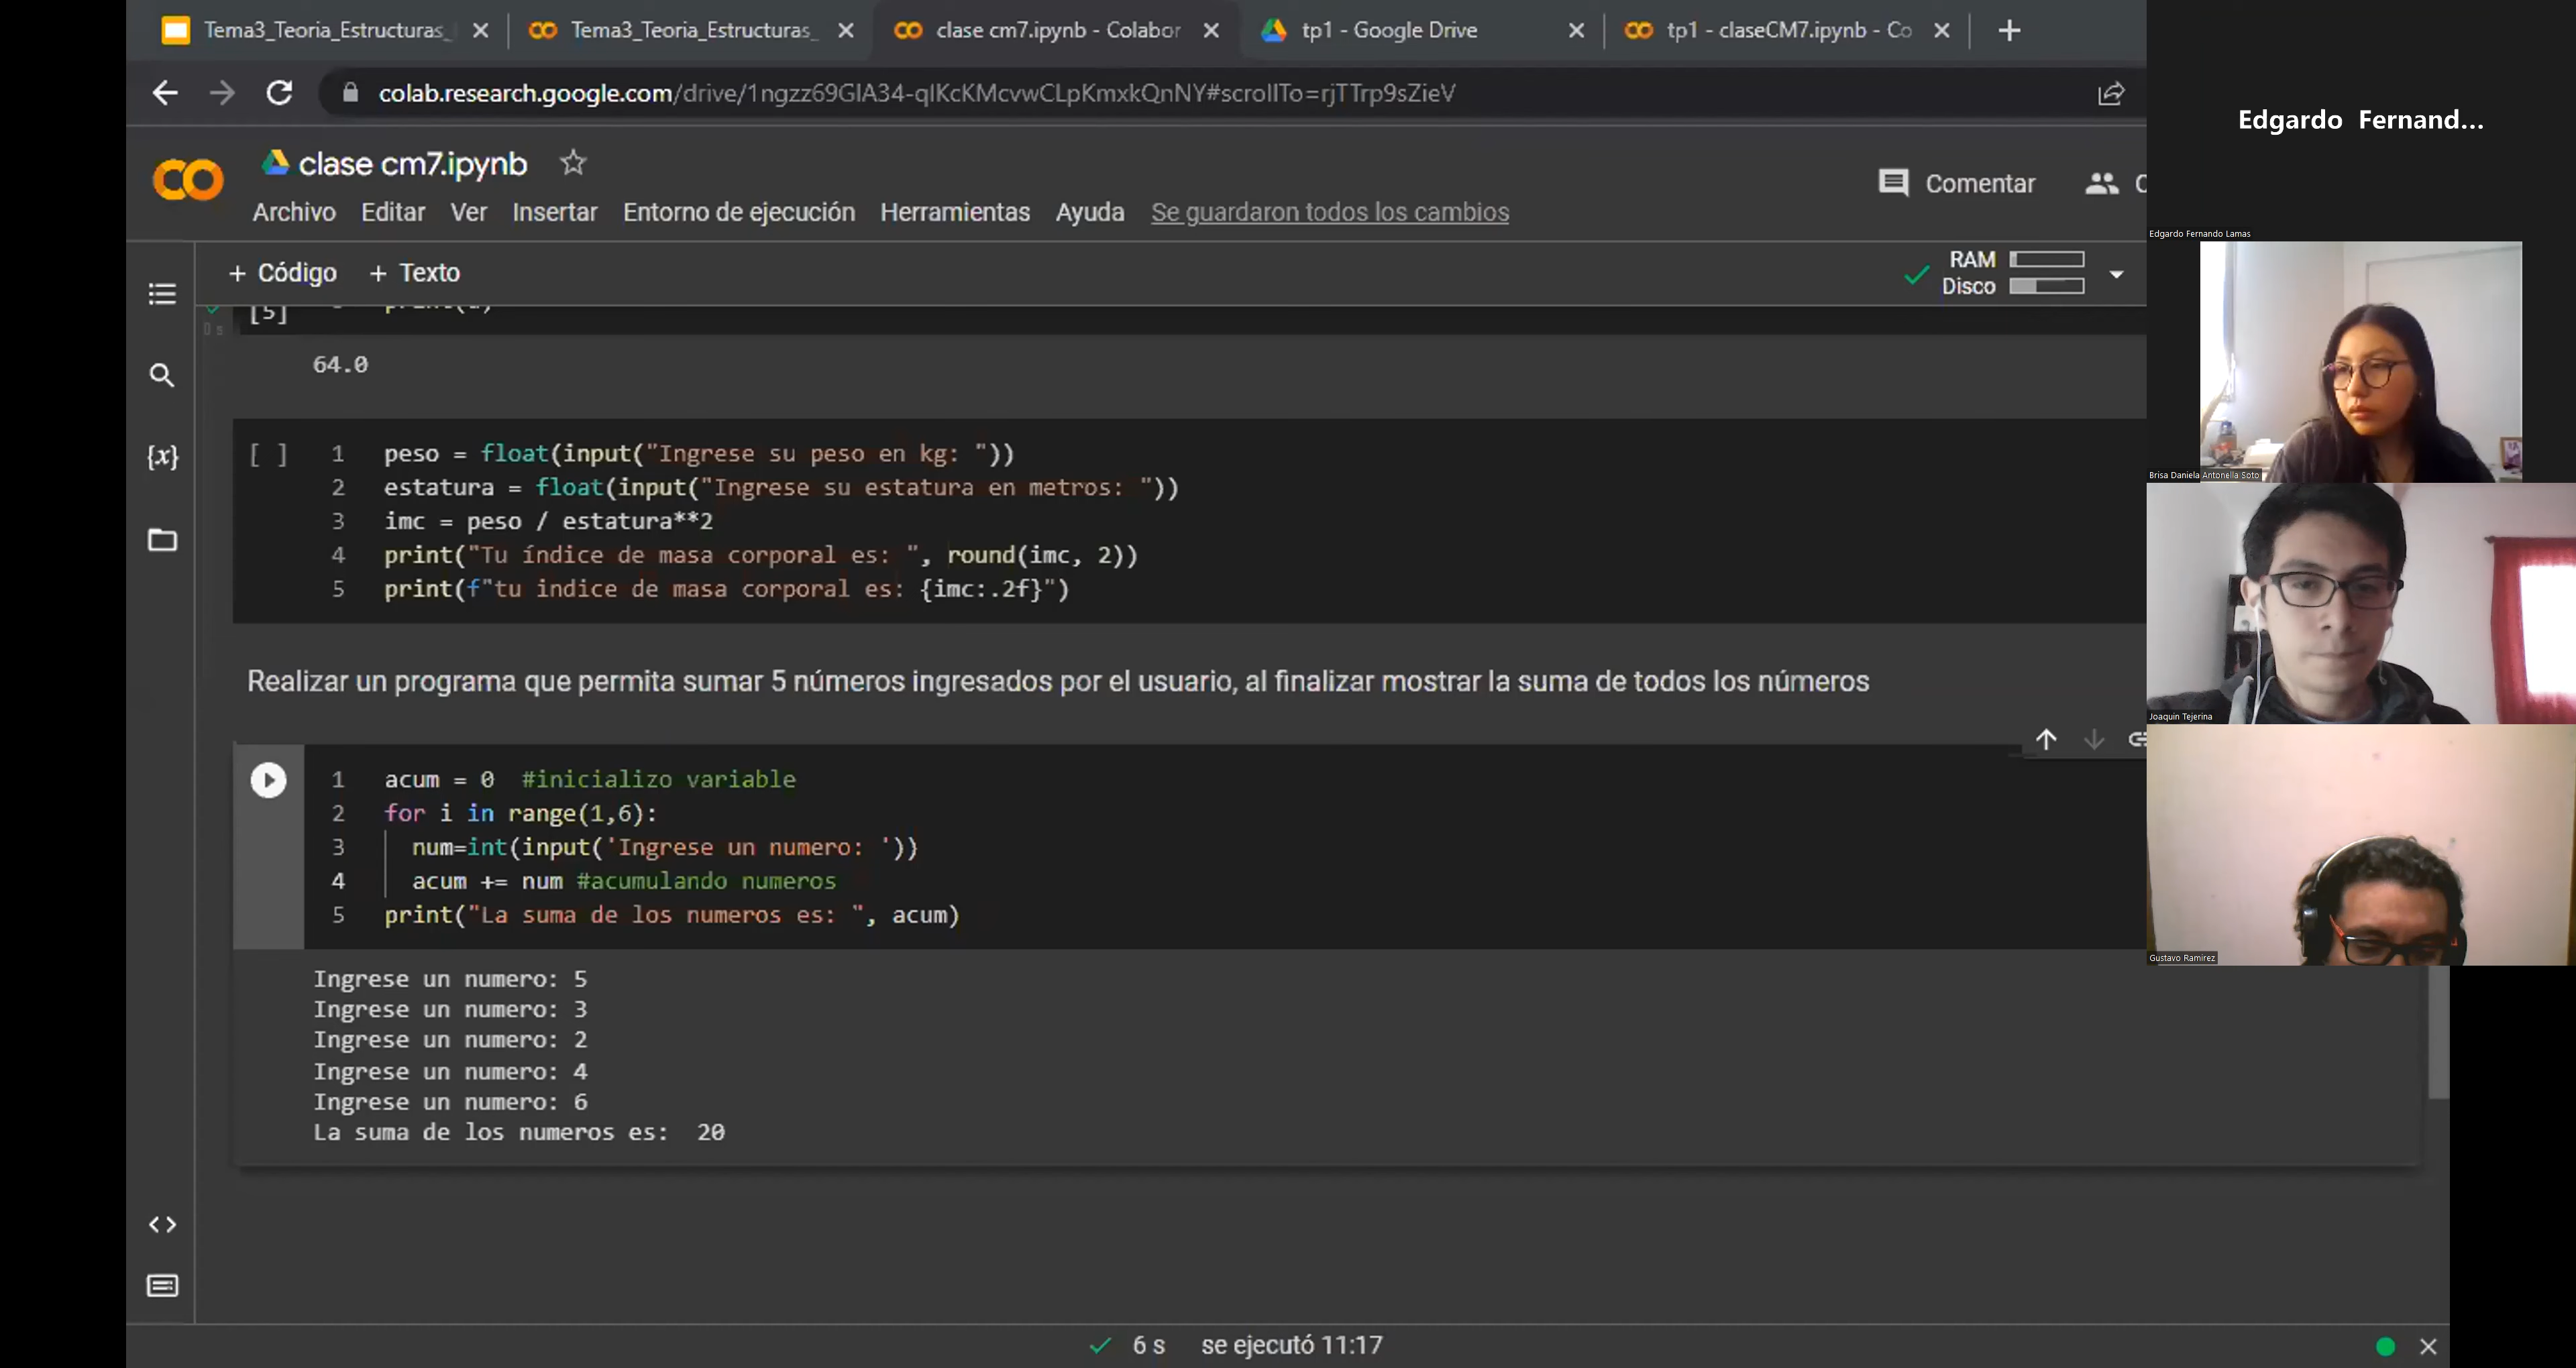 Tema3_Teoria_Estructuras_
Tema3_Teoria_Estructuras_
clase cm7.ipynb - Colabor
tp1 - Google Drive
tp1 - claseCM7.ipynb - Co
colab.research.google.com/drive/1ngzz69GlA34-qIKcKMcvwCLpKmxkQnNY#scrollTo=rjTTrp9sZieV
clase cm7.ipynb
Comentar
Archivo Editar Ver Insertar Entorno de ejecución Herramientas Ayuda Se guardaron todos los cambios
+ Código + Texto
RAM
Disco
[5]
0 s
64.0
[ ]
1 peso = float(input("Ingrese su peso en kg: "))
2 estatura = float(input("Ingrese su estatura en metros: "))
3 imc = peso / estatura**2
4 print("Tu índice de masa corporal es: ", round(imc, 2))
5 print(f"tu indice de masa corporal es: {imc:.2f}")
Realizar un programa que permita sumar 5 números ingresados por el usuario, al finalizar mostrar la suma de todos los números
1 acum = 0 #inicializo variable
2 for i in range(1,6):
3 num=int(input('Ingrese un numero: '))
4 acum += num #acumulando numeros
5 print("La suma de los numeros es: ", acum)
Ingrese un numero: 5
Ingrese un numero: 3
Ingrese un numero: 2
Ingrese un numero: 4
Ingrese un numero: 6
La suma de los numeros es:  20
6 s se ejecutó 11:17
Edgardo Fernand...
Edgardo Fernando Lamas
Brisa Daniela Antonella Soto
Joaquin Tejerina
Gustavo Ramirez